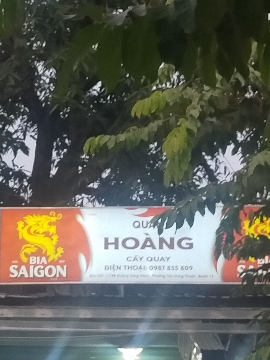 BIA
SAIGON
QUÁN
HOÀNG
CẦY QUAY
ĐIỆN THOẠI: 0987 855 609